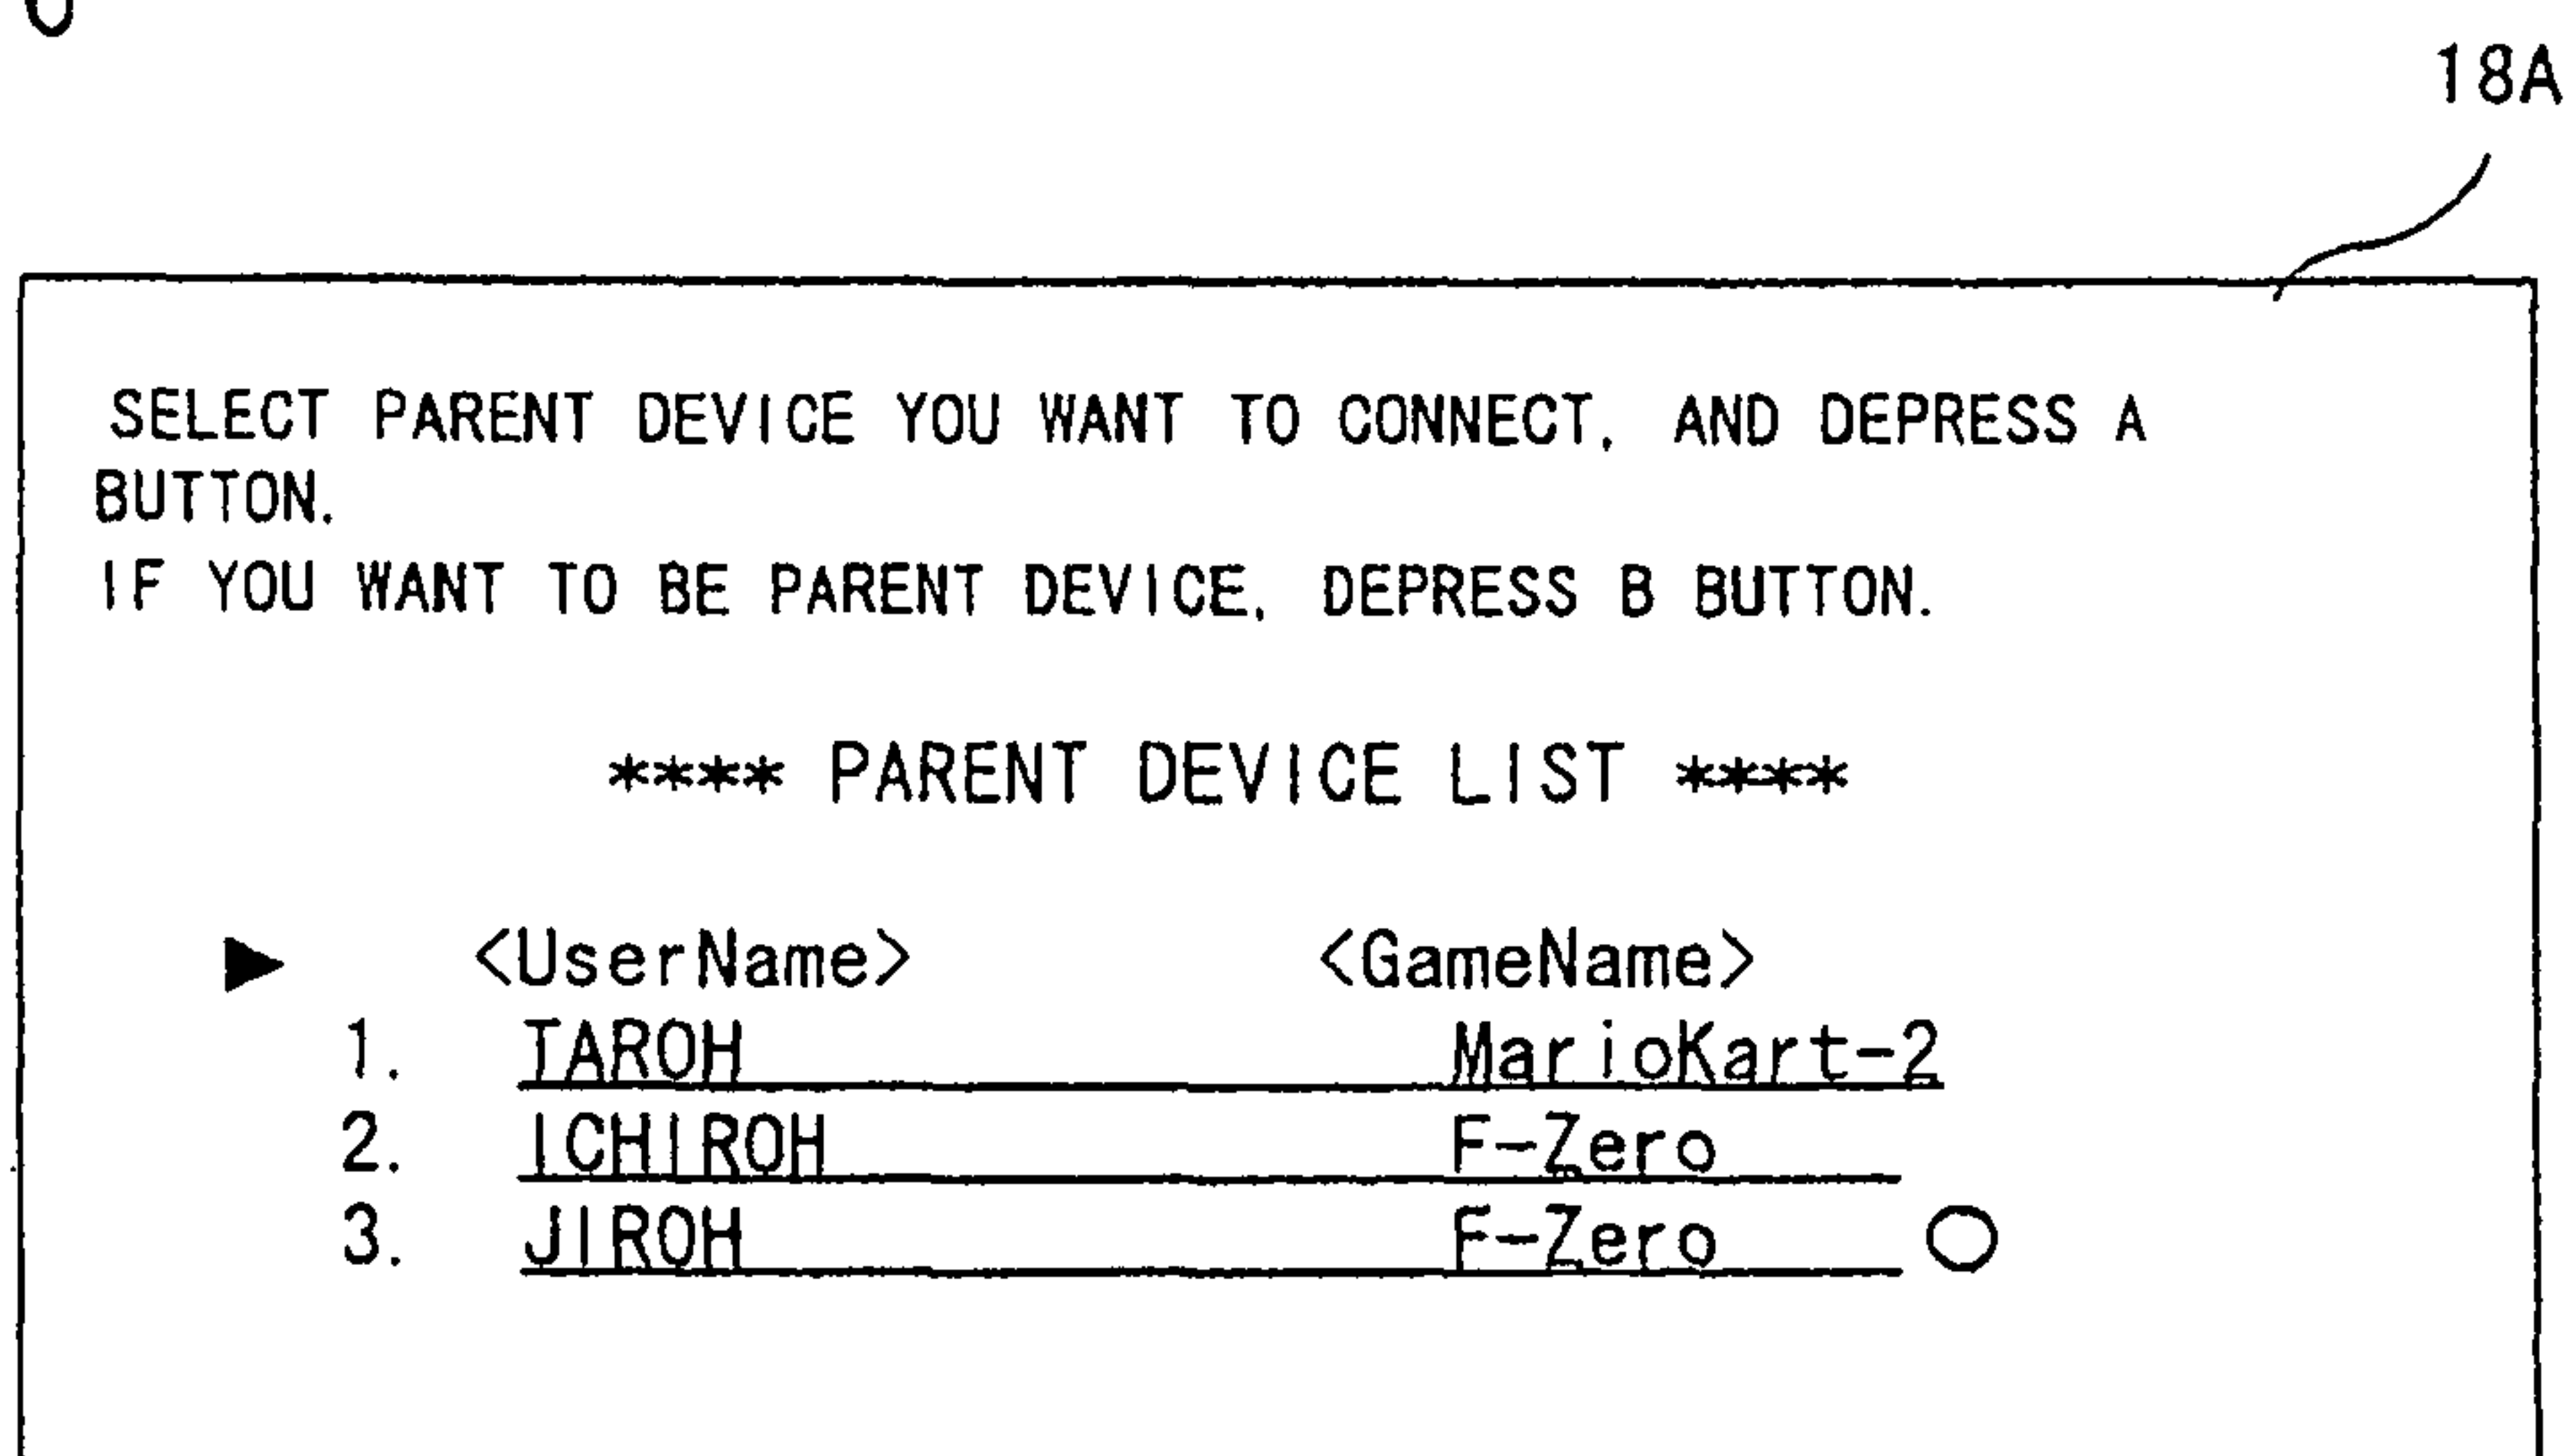 18A
SELECT PARENT DEVICE YOU WANT TO CONNECT, AND DEPRESS A
BUTTON.
IF YOU WANT TO BE PARENT DEVICE, DEPRESS B BUTTON.
**** PARENT DEVICE LIST ****
▶ <UserName> <GameName>
1. TAROH MarioKart-2
2. ICHIROH F-Zero
3. JIROH F-Zero ○